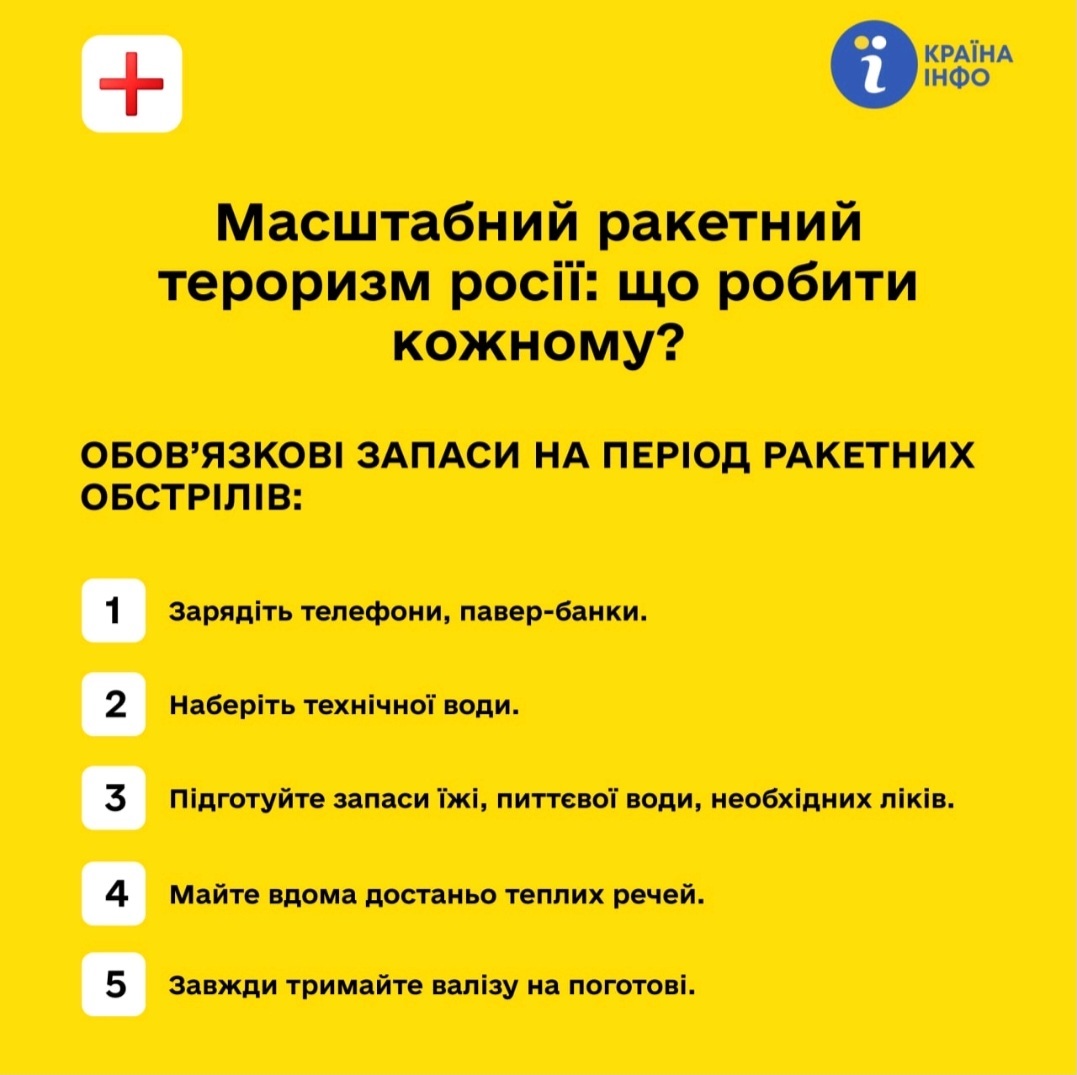 КРАЇНА
ІНФО
Масштабний ракетний
тероризм росії: що робити
кожному?
ОБОВ’ЯЗКОВІ ЗАПАСИ НА ПЕРІОД РАКЕТНИХ
ОБСТРІЛІВ:
1 Зарядіть телефони, павер-банки.
2 Наберіть технічної води.
3 Підготуйте запаси їжі, питтєвої води, необхідних ліків.
4 Майте вдома достаньо теплих речей.
5 Завжди тримайте валізу на поготові.